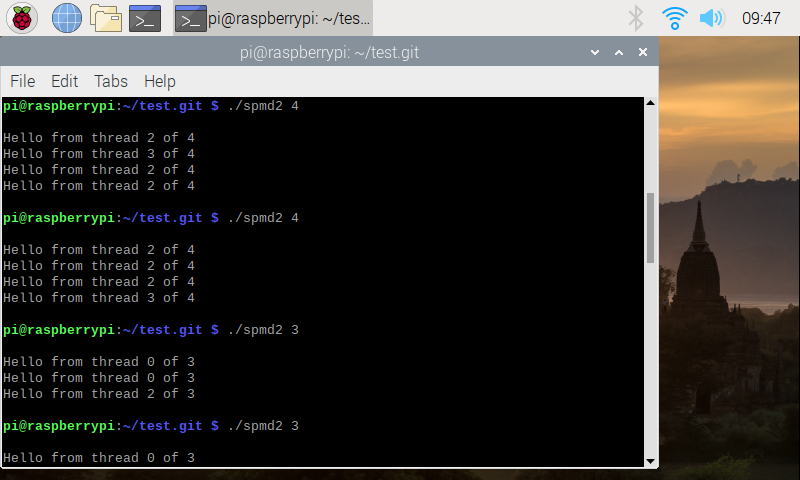 pi@raspberrypi: ~/tes...
09:47
pi@raspberrypi: ~/test.git
File Edit Tabs Help
pi@raspberrypi:~/test.git $ ./spmd2 4
Hello from thread 2 of 4
Hello from thread 3 of 4
Hello from thread 2 of 4
Hello from thread 2 of 4
pi@raspberrypi:~/test.git $ ./spmd2 4
Hello from thread 2 of 4
Hello from thread 2 of 4
Hello from thread 2 of 4
Hello from thread 3 of 4
pi@raspberrypi:~/test.git $ ./spmd2 3
Hello from thread 0 of 3
Hello from thread 0 of 3
Hello from thread 2 of 3
pi@raspberrypi:~/test.git $ ./spmd2 3
Hello from thread 0 of 3